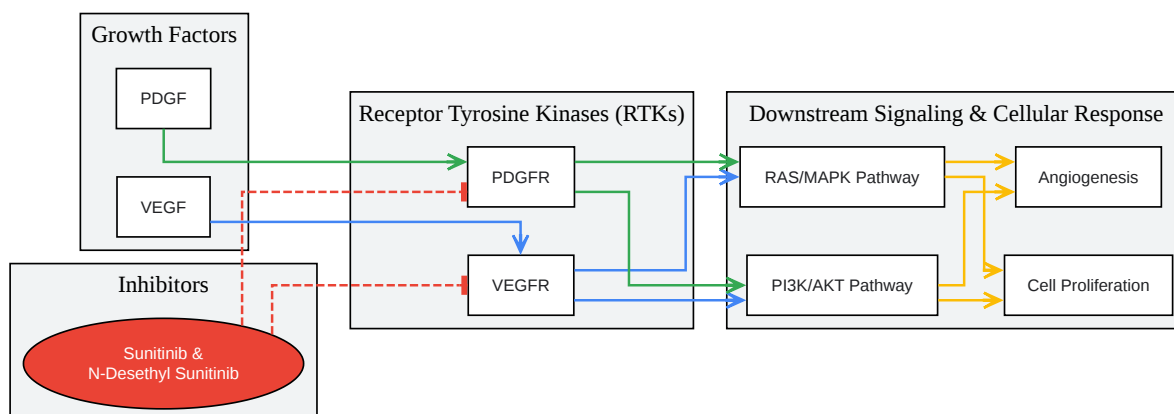 Growth Factors
PDGF
VEGF
Inhibitors
Sunitinib &
N-Desethyl Sunitinib
Receptor Tyrosine Kinases (RTKs)
PDGFR
VEGFR
Downstream Signaling & Cellular Response
RAS/MAPK Pathway
Angiogenesis
PI3K/AKT Pathway
Cell Proliferation